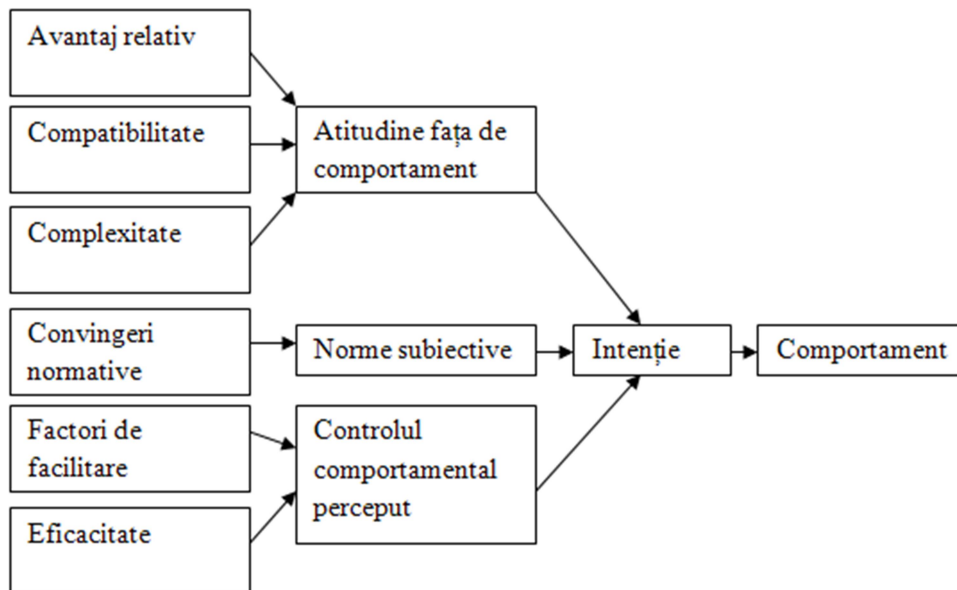 Avantaj relativ
Compatibilitate
Complexitate
Convingeri
normative
Factori de
facilitare
Eficacitate
Atitudine fața de
comportament
Norme subiective
Controlul
comportamental
perceput
Intenție
Comportament